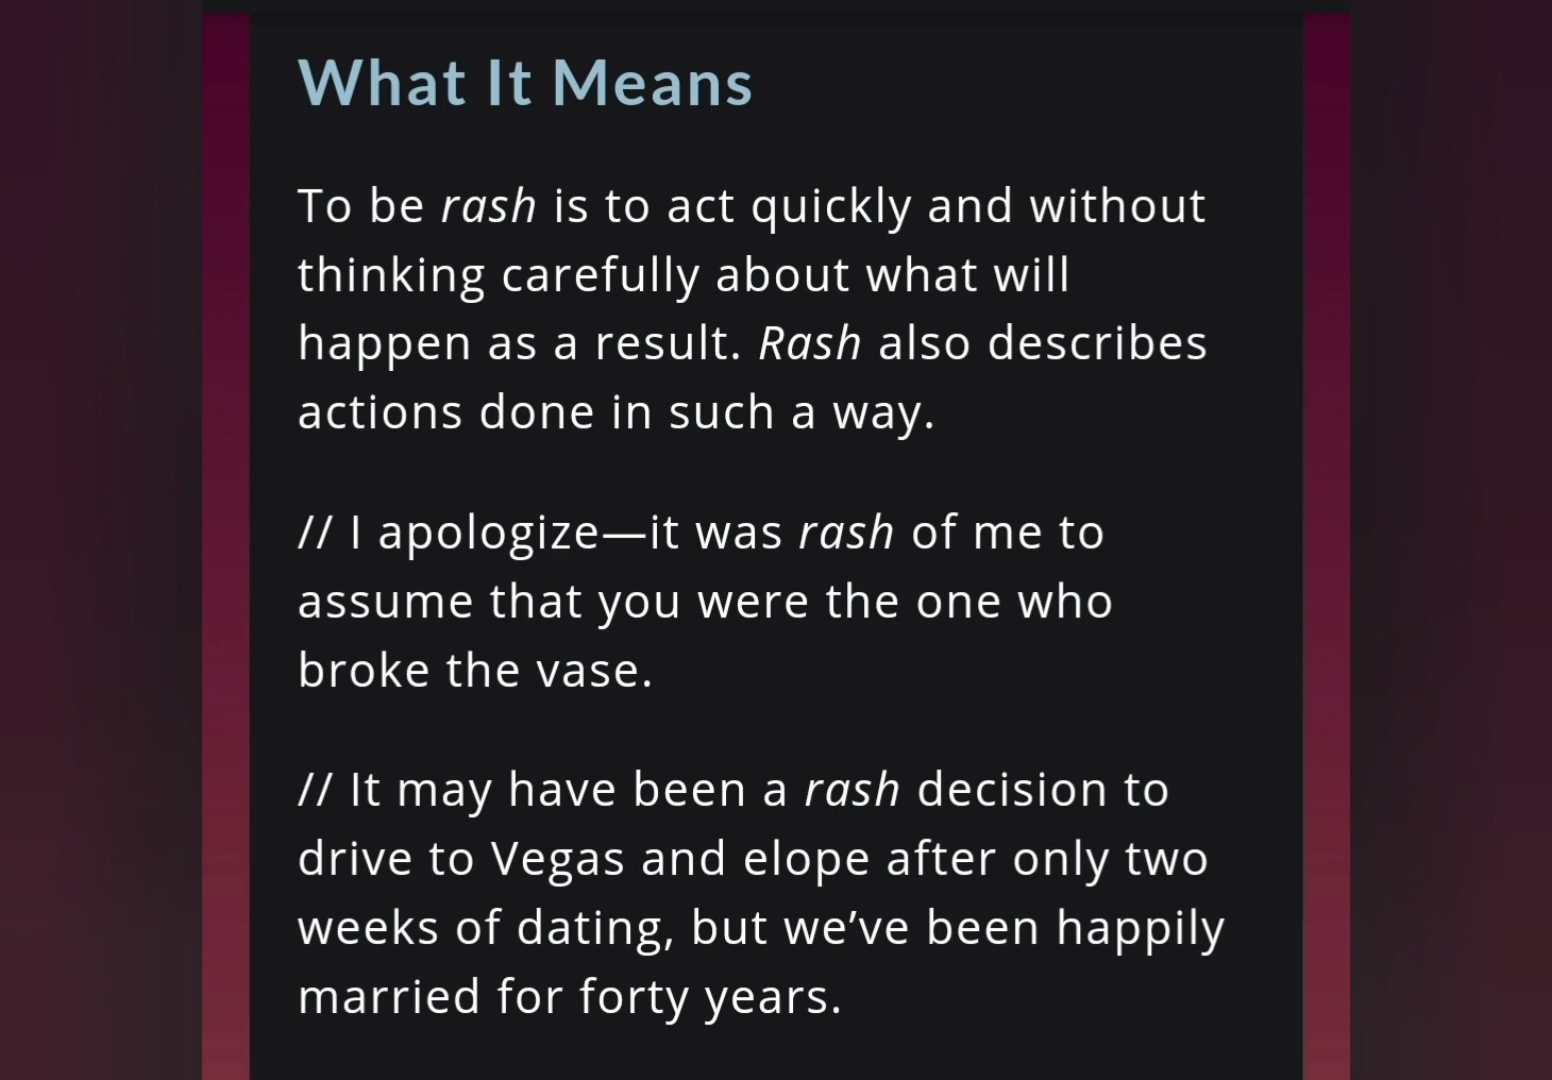 What It Means
To be rash is to act quickly and without
thinking carefully about what will
happen as a result. Rash also describes
actions done in such a way.
// I apologize—it was rash of me to
assume that you were the one who
broke the vase.
// It may have been a rash decision to
drive to Vegas and elope after only two
weeks of dating, but we’ve been happily
married for forty years.